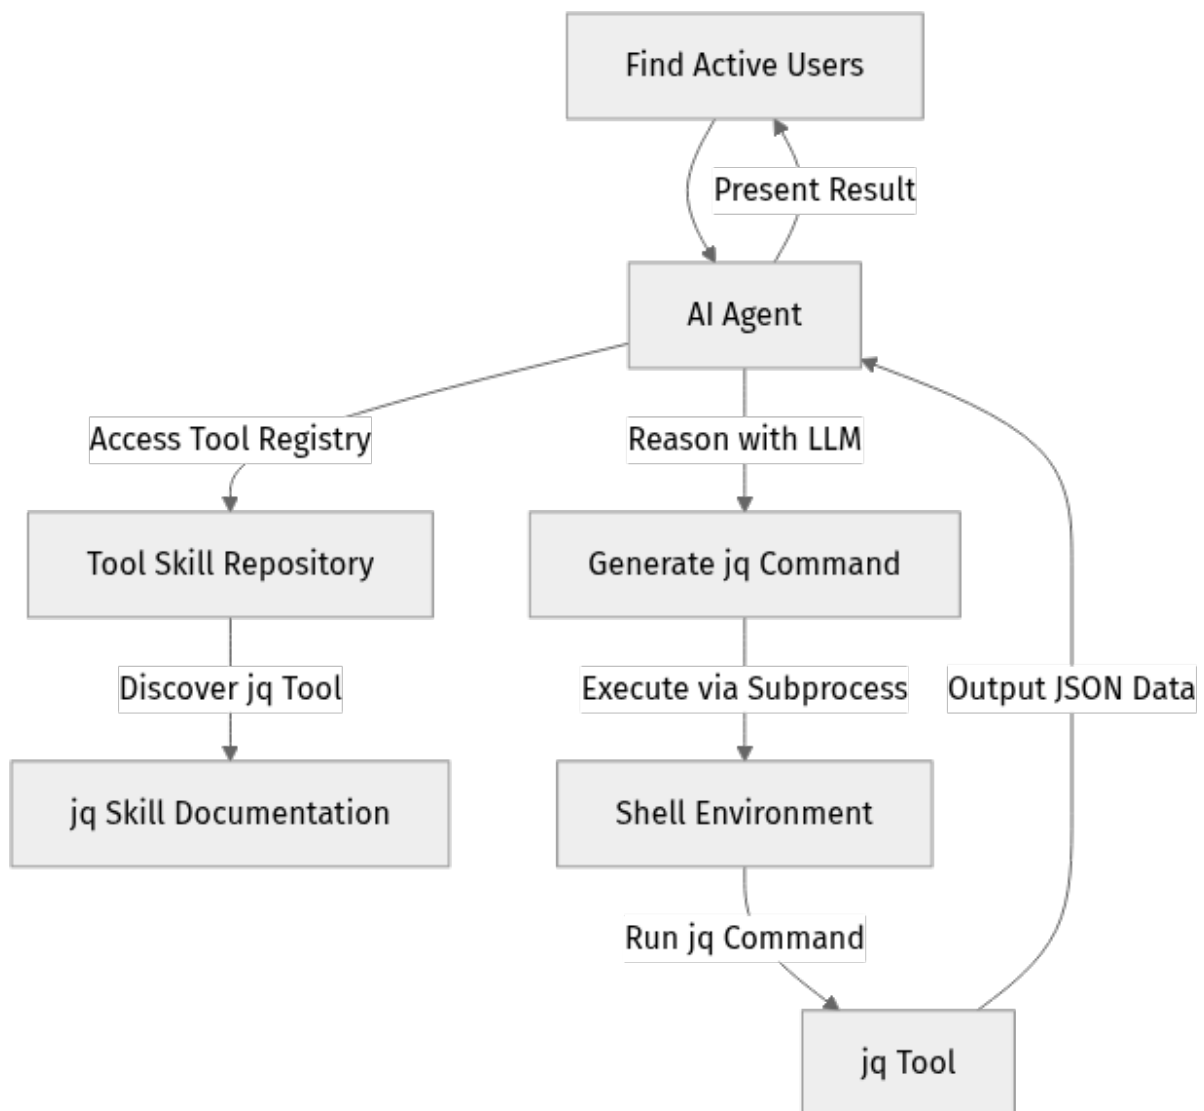 Find Active Users
Present Result
AI Agent
Access Tool Registry
Reason with LLM
Tool Skill Repository
Generate jq Command
Discover jq Tool
Execute via Subprocess
Output JSON Data
jq Skill Documentation
Shell Environment
Run jq Command
jq Tool